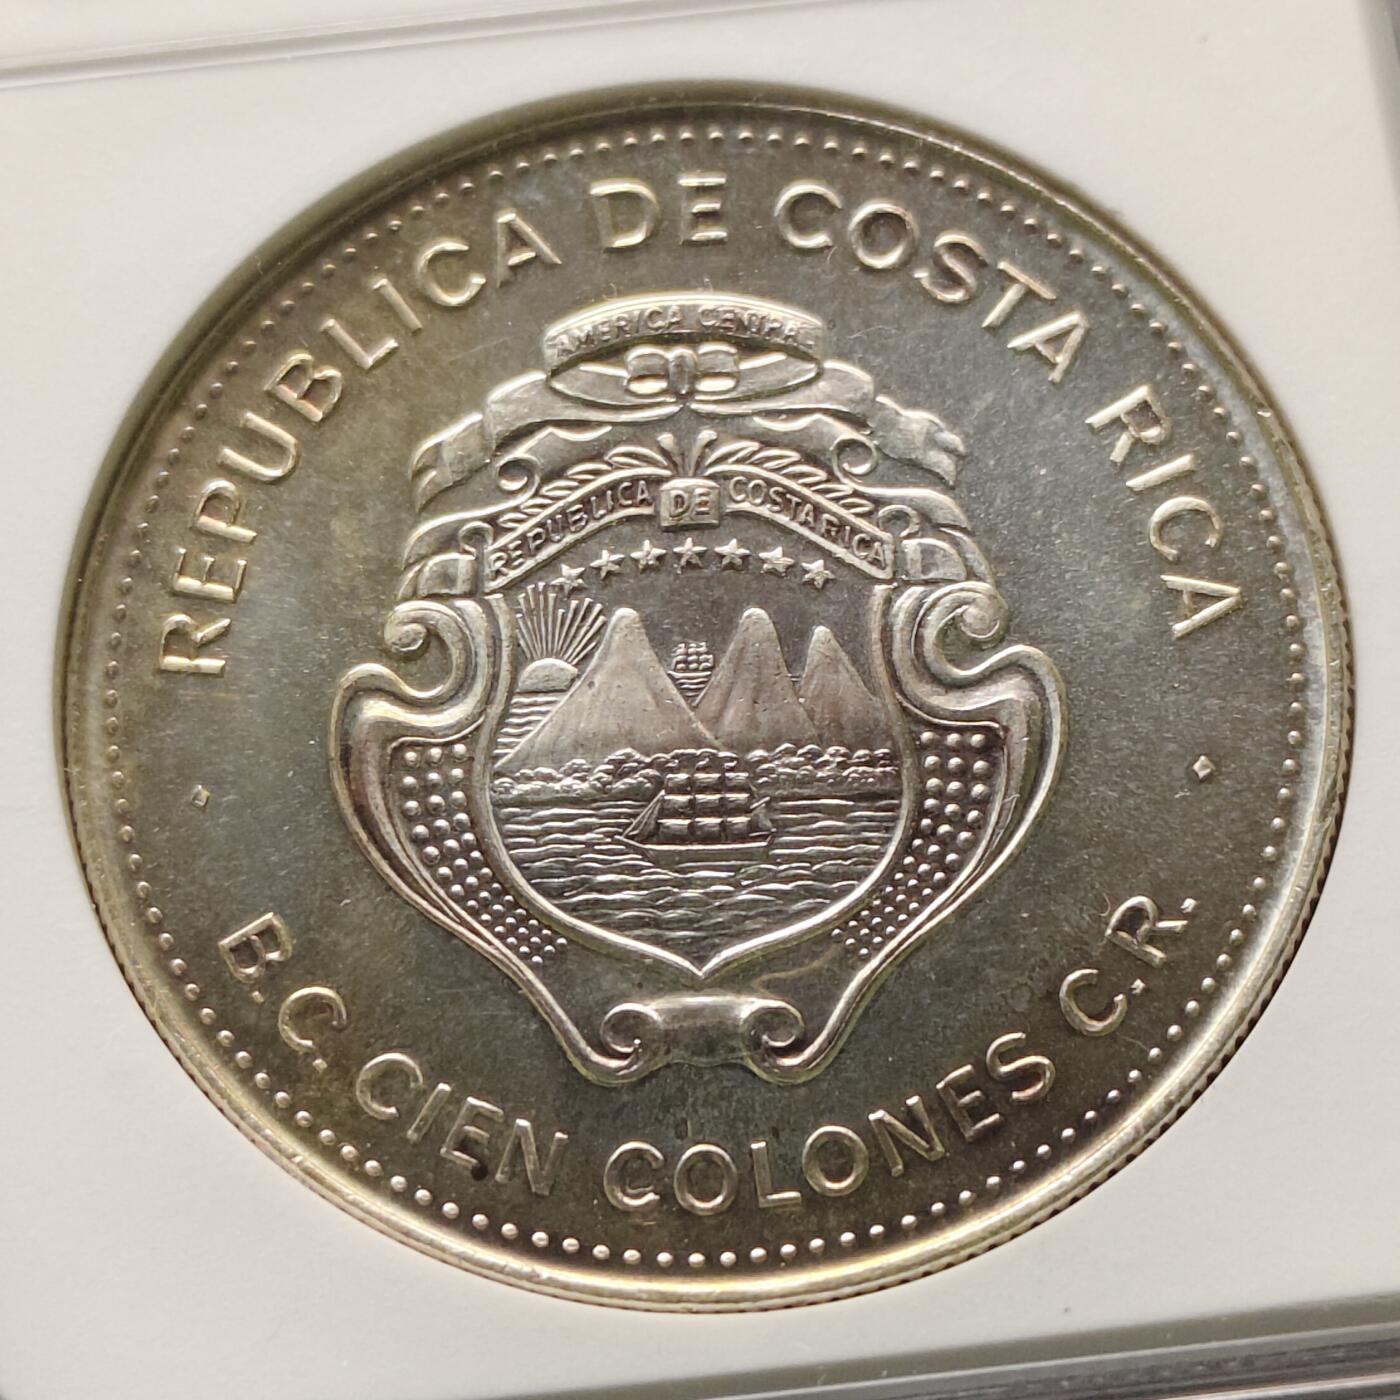 REPUBLICA DE COSTA RICA
AMERICA CENTRAL
REPUBLICA DE COSTA RICA
B.C. CIEN COLONES C.R.